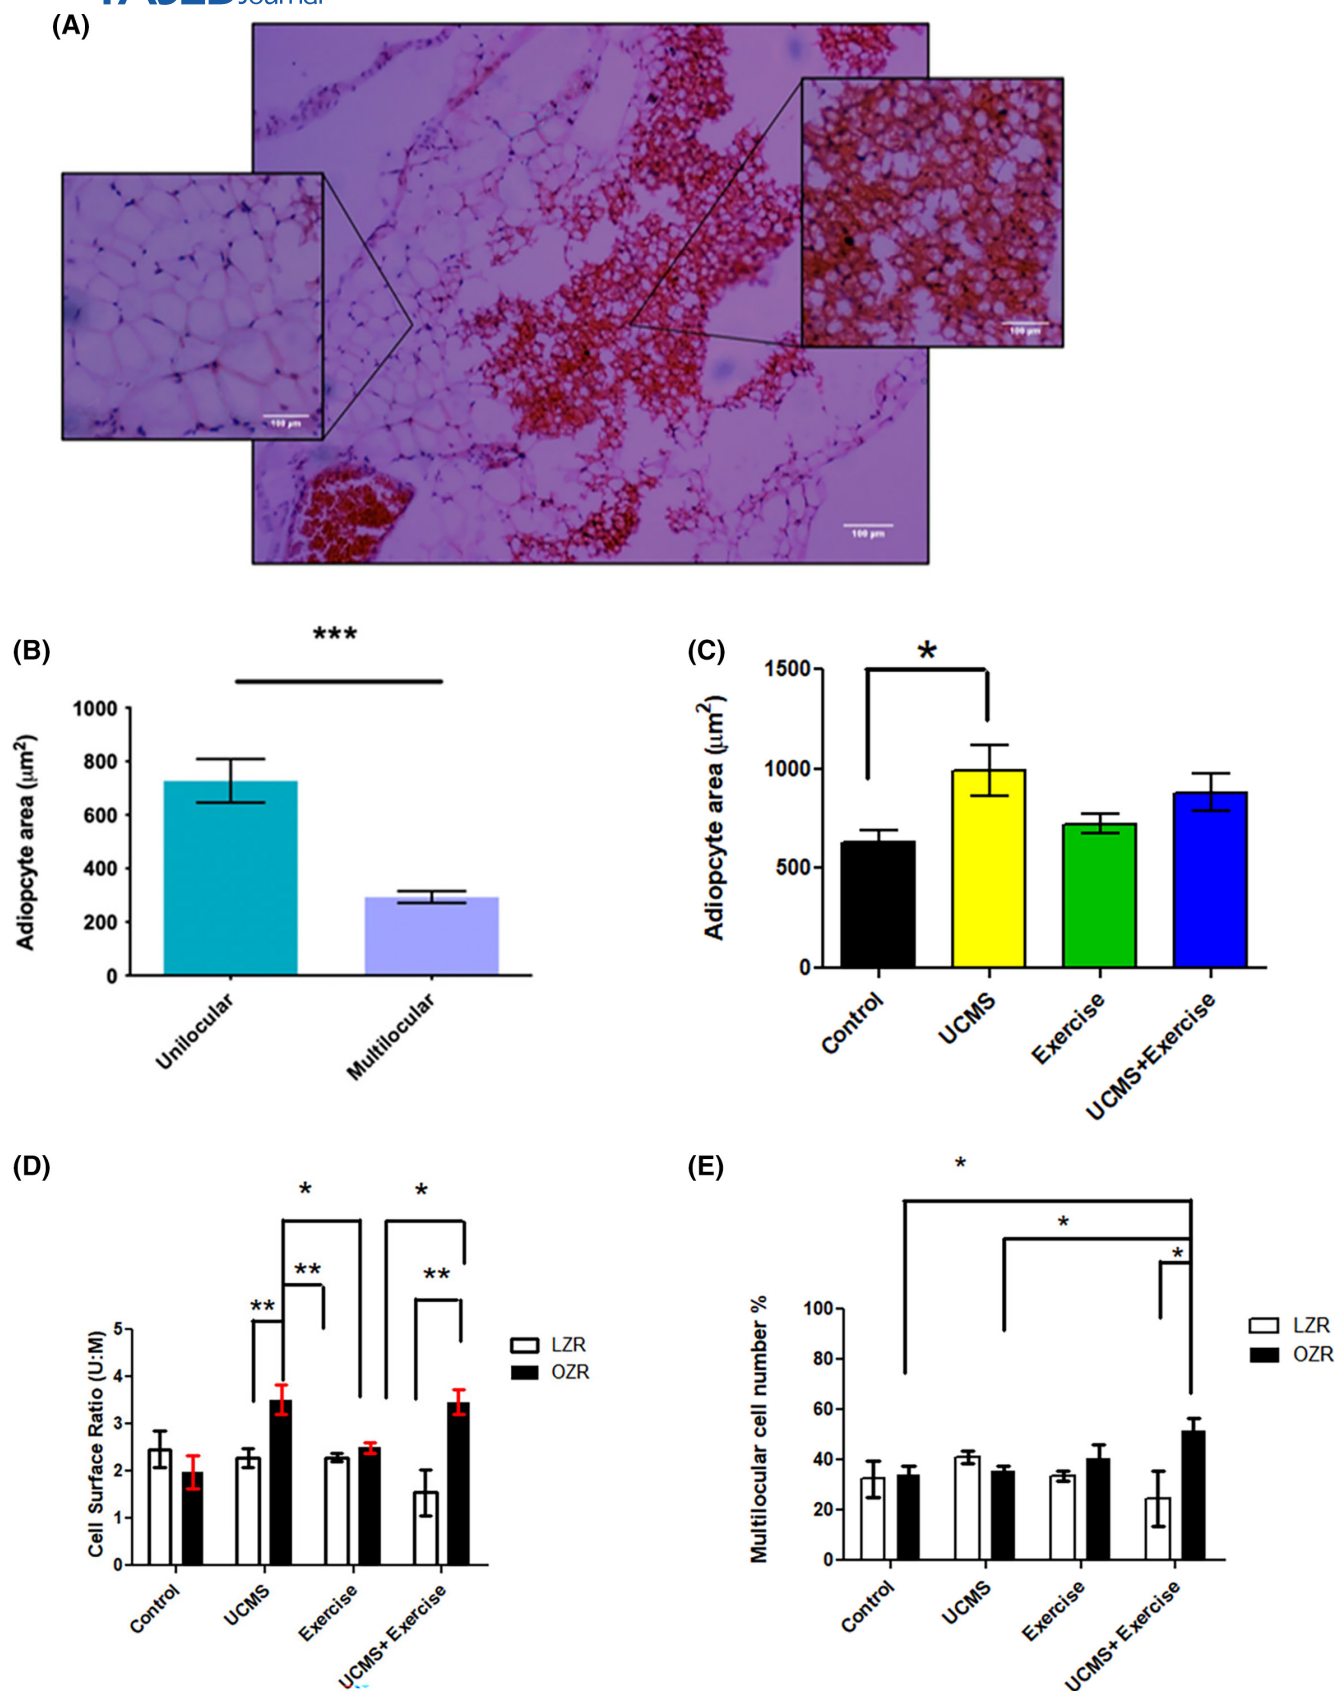 Journal
(A)
100 µm
100 µm
100 µm
(B)
***
Adiopcyte area (µm²)
1000
800
600
400
200
0
Unilocular
Multilocular
(C)
*
Adiopcyte area (µm²)
1500
1000
500
0
Control
UCMS
Exercise
UCMS+Exercise
(D)
*
*
**
**
**
Cell Surface Ratio (U:M)
5
4
3
2
1
0
LZR
OZR
Control
UCMS
Exercise
UCMS+ Exercise
(E)
*
*
*
Multilocular cell number %
100
80
60
40
20
0
LZR
OZR
Control
UCMS
Exercise
UCMS+ Exercise